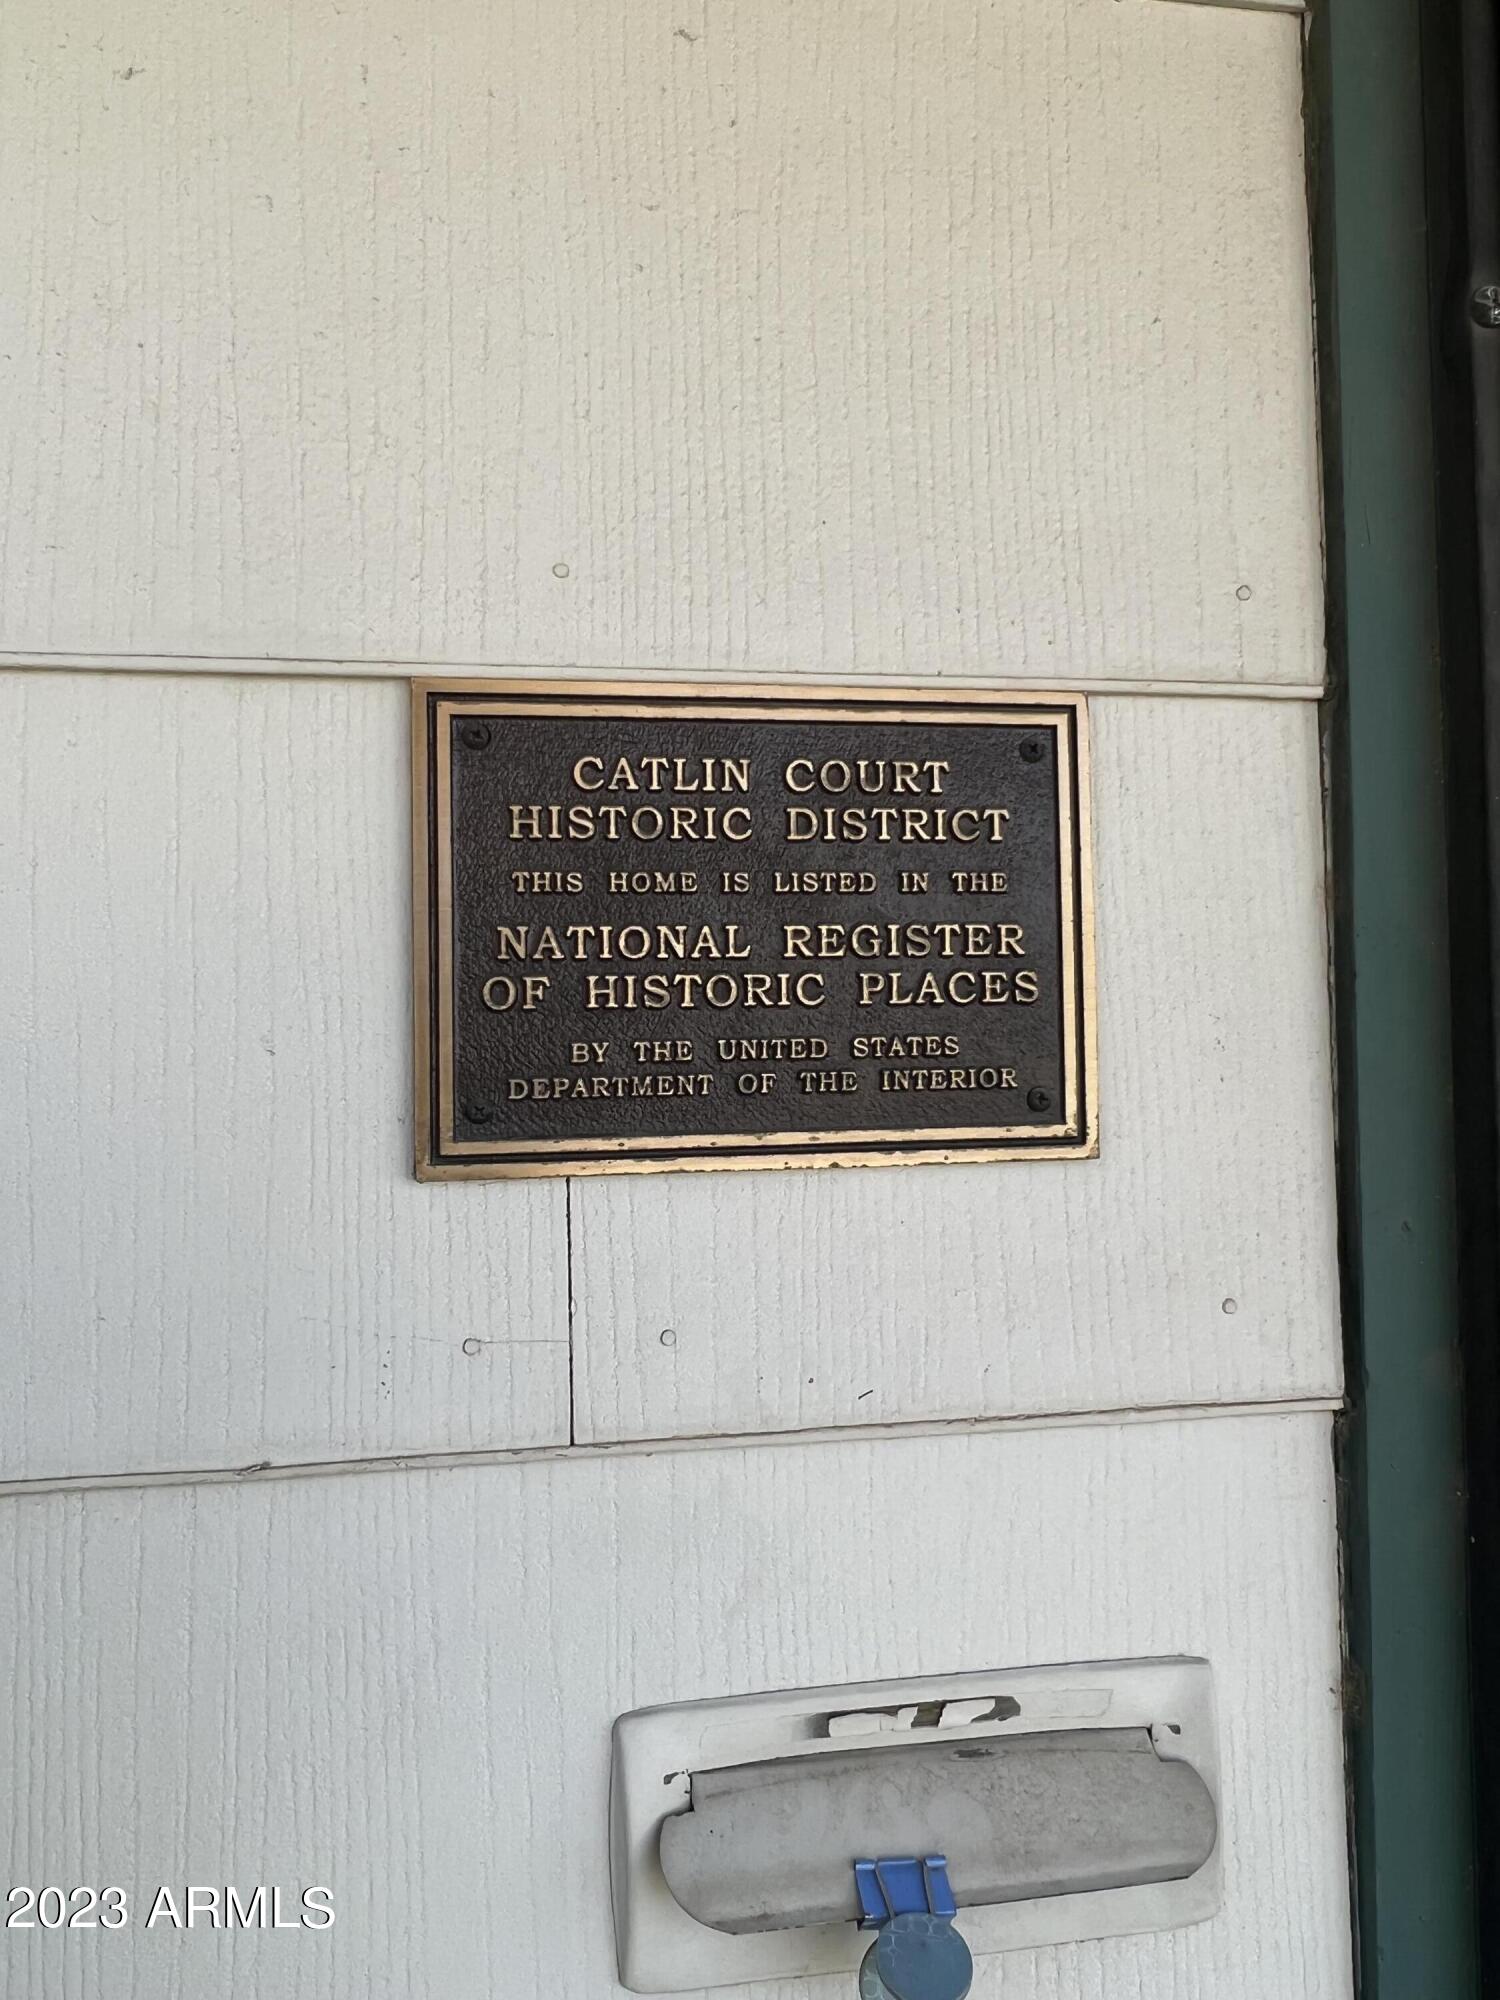 CATLIN COURT
HISTORIC DISTRICT
THIS HOME IS LISTED IN THE
NATIONAL REGISTER
OF HISTORIC PLACES
BY THE UNITED STATES
DEPARTMENT OF THE INTERIOR
2023 ARMLS